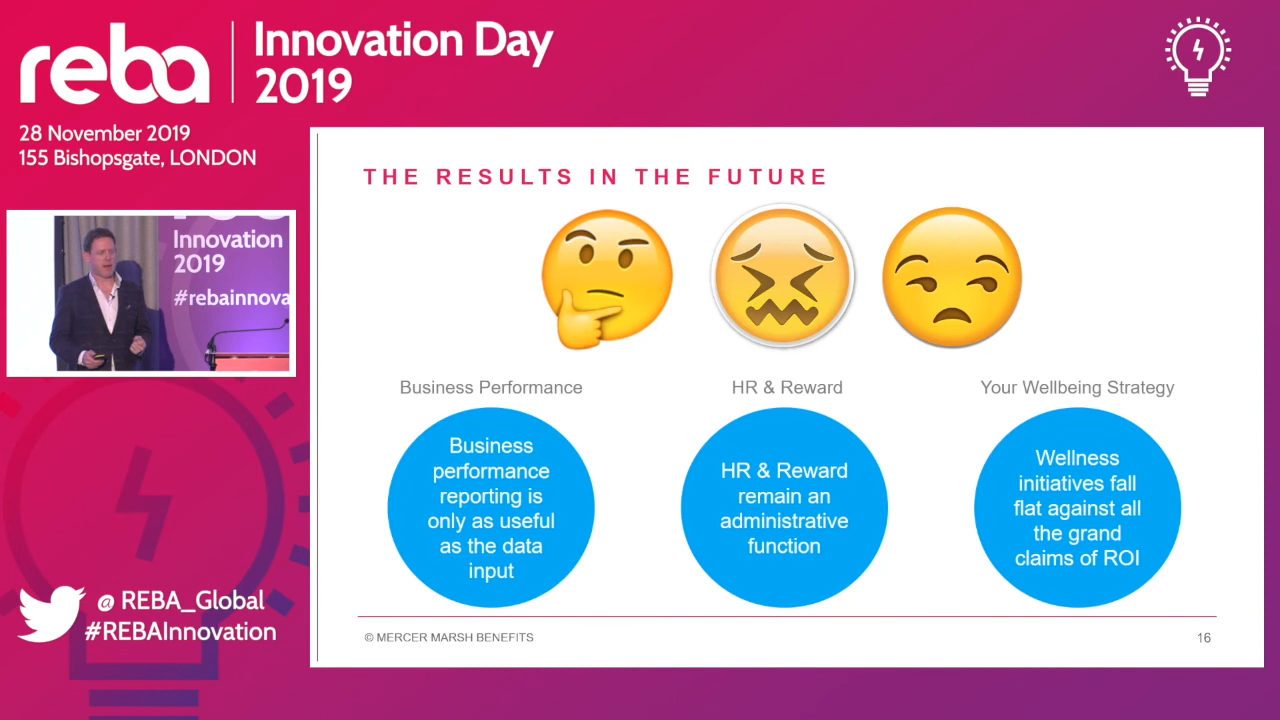 reba
Innovation Day
2019
28 November 2019
155 Bishopsgate, LONDON
Innovation
2019
#rebainnova
THE RESULTS IN THE FUTURE
Business Performance
Business
performance
reporting is
only as useful
as the data
input
HR & Reward
HR & Reward
remain an
administrative
function
Your Wellbeing Strategy
Wellness
initiatives fall
flat against all
the grand
claims of ROI
© MERCER MARSH BENEFITS
16
@ REBA_Global
#REBAInnovation